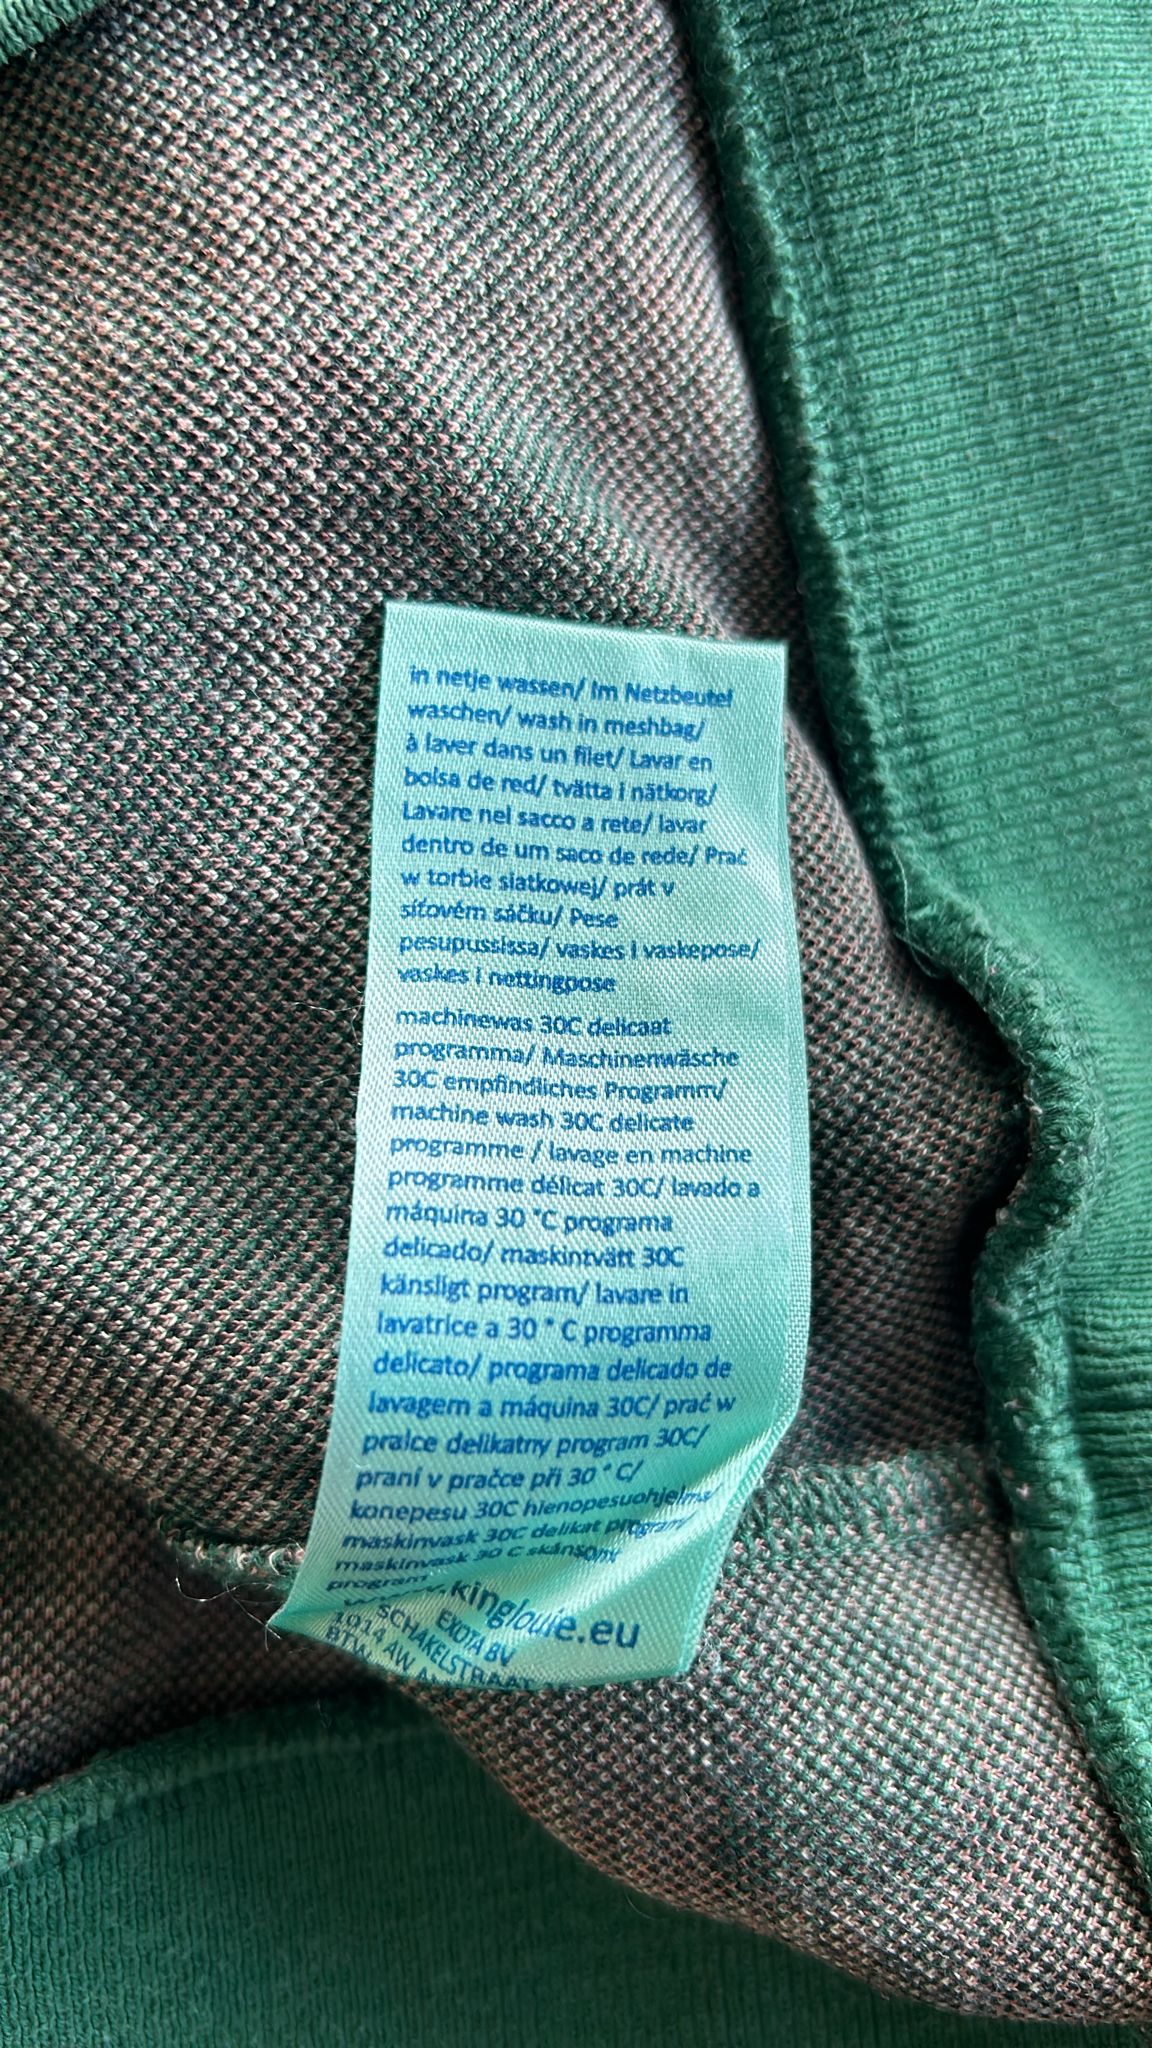 in netje wassen/ Im Netzbeutel
waschen/ wash in meshbag/
à laver dans un filet/ Lavar en
bolsa de red/ tvätta i nätkorg/
Lavare nel sacco a rete/ lavar
dentro de um saco de rede/ Prać
w torbie siatkowej/ prát v
síťovém sáčku/ Pese
pesupussissa/ vaskes i vaskepose/
vaskes i nettingpose
machinewas 30C delicaat
programma/ Maschinenwäsche
30C empfindliches Programm/
machine wash 30C delicate
programme / lavage en machine
programme délicat 30C/ lavado a
máquina 30 °C programa
delicado/ maskintvätt 30C
känsligt program/ lavare in
lavatrice a 30 ° C programma
delicato/ programa delicado de
lavagem a máquina 30C/ prać w
pralce delikatny program 30C/
praní v pračce při 30 ° C/
konepesu 30C hienopesuohjelma/
maskinvask 30C delikat program/
maskinvask 30 C skånsomt
program
www.kinglouie.eu
EXOTA BV
SCHAKELSTRAAT
1014 AW
BTW